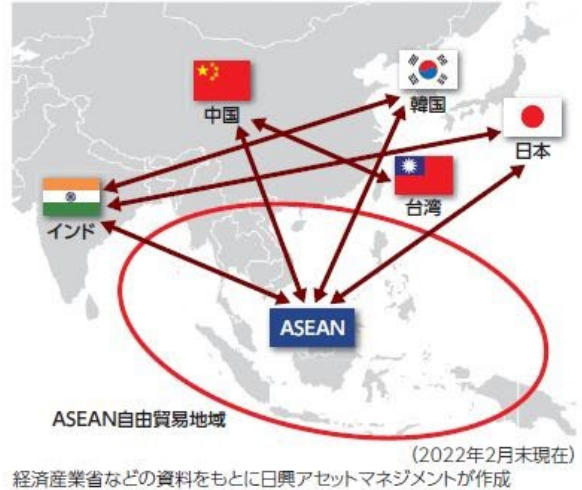 中国
韓国
日本
台湾
インド
ASEAN
ASEAN自由貿易地域
(2022年2月末現在)
経済産業省などの資料をもとに日興アセットマネジメントが作成